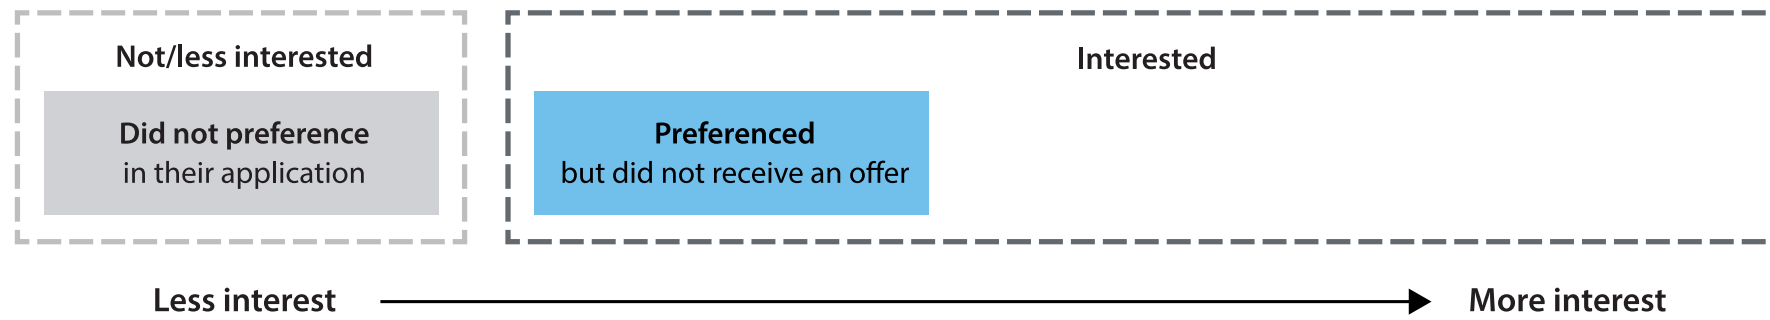 Not/less interested
Did not preference
in their application
Interested
Preferenced
but did not receive an offer
Less interest
More interest